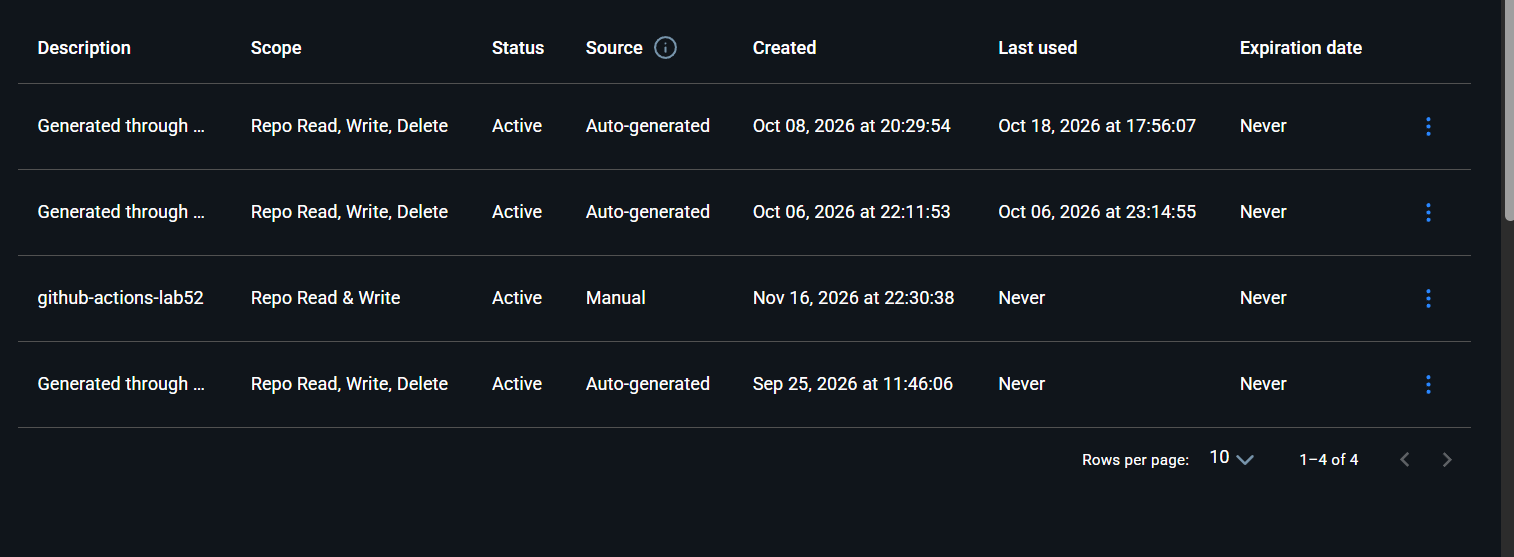 Description Scope Status Source Created Last used Expiration date
Generated through ... Repo Read, Write, Delete Active Auto-generated Oct 08, 2026 at 20:29:54 Oct 18, 2026 at 17:56:07 Never
Generated through ... Repo Read, Write, Delete Active Auto-generated Oct 06, 2026 at 22:11:53 Oct 06, 2026 at 23:14:55 Never
github-actions-lab52 Repo Read & Write Active Manual Nov 16, 2026 at 22:30:38 Never Never
Generated through ... Repo Read, Write, Delete Active Auto-generated Sep 25, 2026 at 11:46:06 Never Never
Rows per page: 10 1–4 of 4